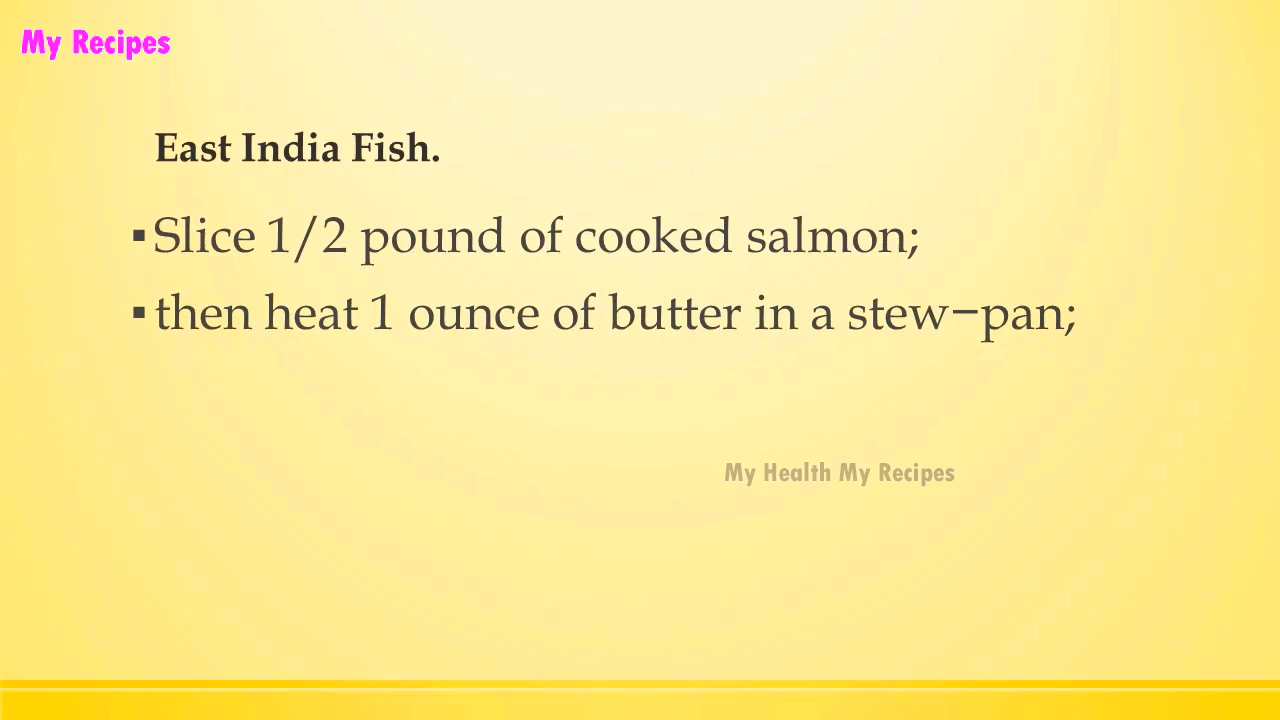 My Recipes
East India Fish.
▪ Slice 1/2 pound of cooked salmon;
▪ then heat 1 ounce of butter in a stew−pan;
My Health My Recipes